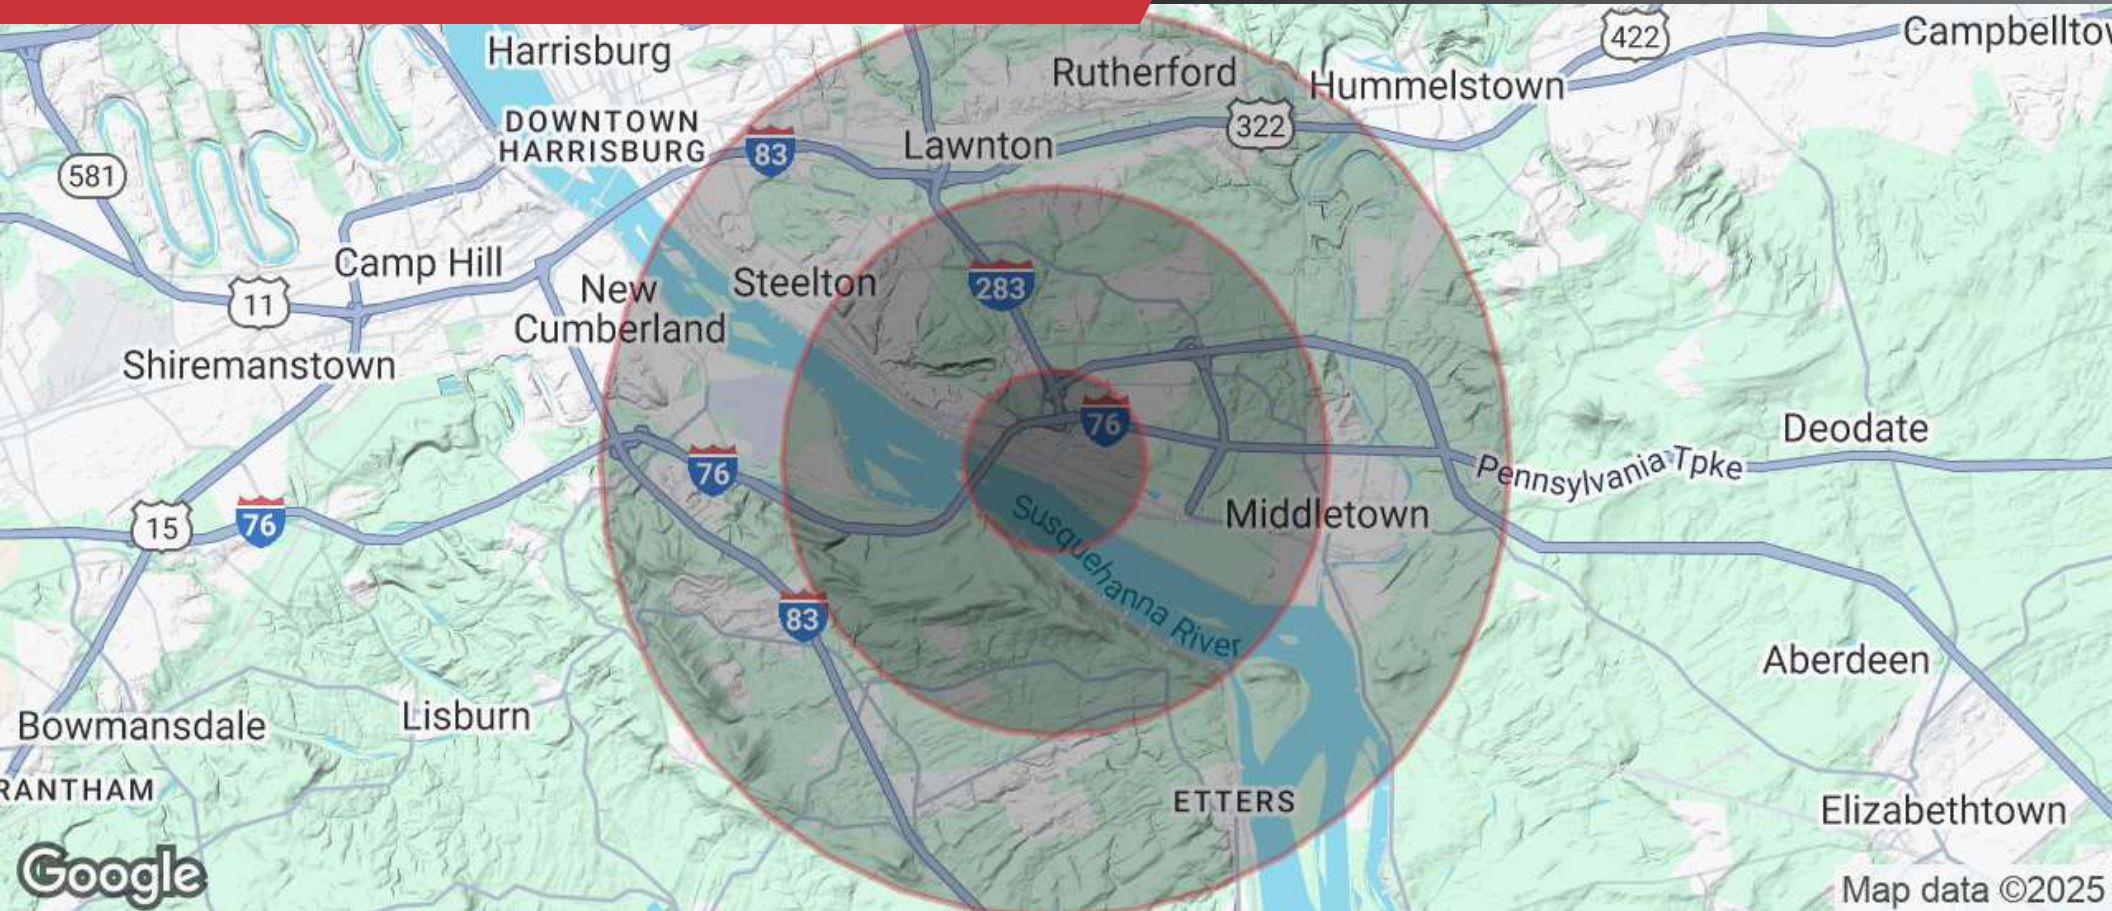 Harrisburg
DOWNTOWN
HARRISBURG
Rutherford
Hummelstown
422
Campbelltow
83
Lawnton
322
581
Camp Hill
11
New
Cumberland
Steelton
283
Shiremanstown
76
76
Deodate
Pennsylvania Tpke
15
76
Susquehanna River
Middletown
83
Aberdeen
Bowmansdale
Lisburn
RANTHAM
ETTERS
Elizabethtown
Google
Map data ©2025